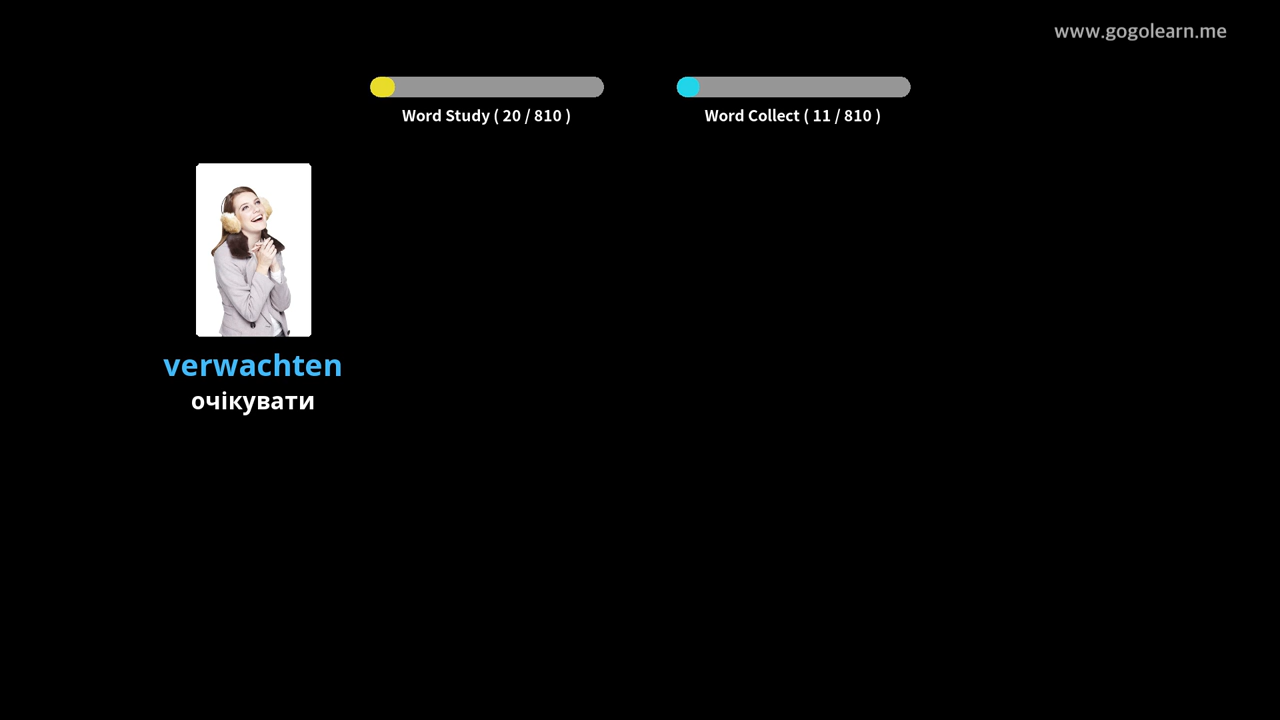 www.gogolearn.me
Word Study ( 20 / 810 )
Word Collect ( 11 / 810 )
verwachten
очікувати